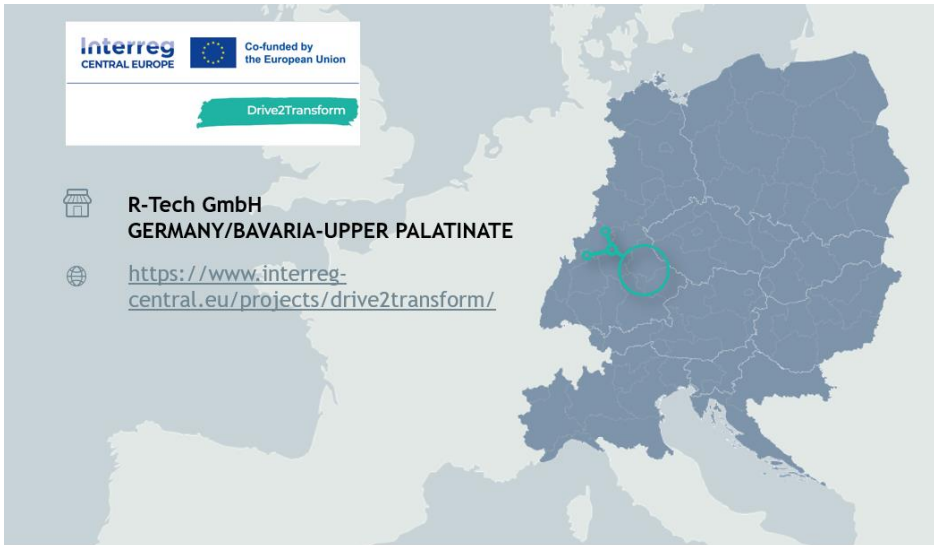 Interreg
CENTRAL EUROPE
Co-funded by
the European Union
Drive2Transform
R-Tech GmbH
GERMANY/BAVARIA-UPPER PALATINATE
https://www.interreg-
central.eu/projects/drive2transform/